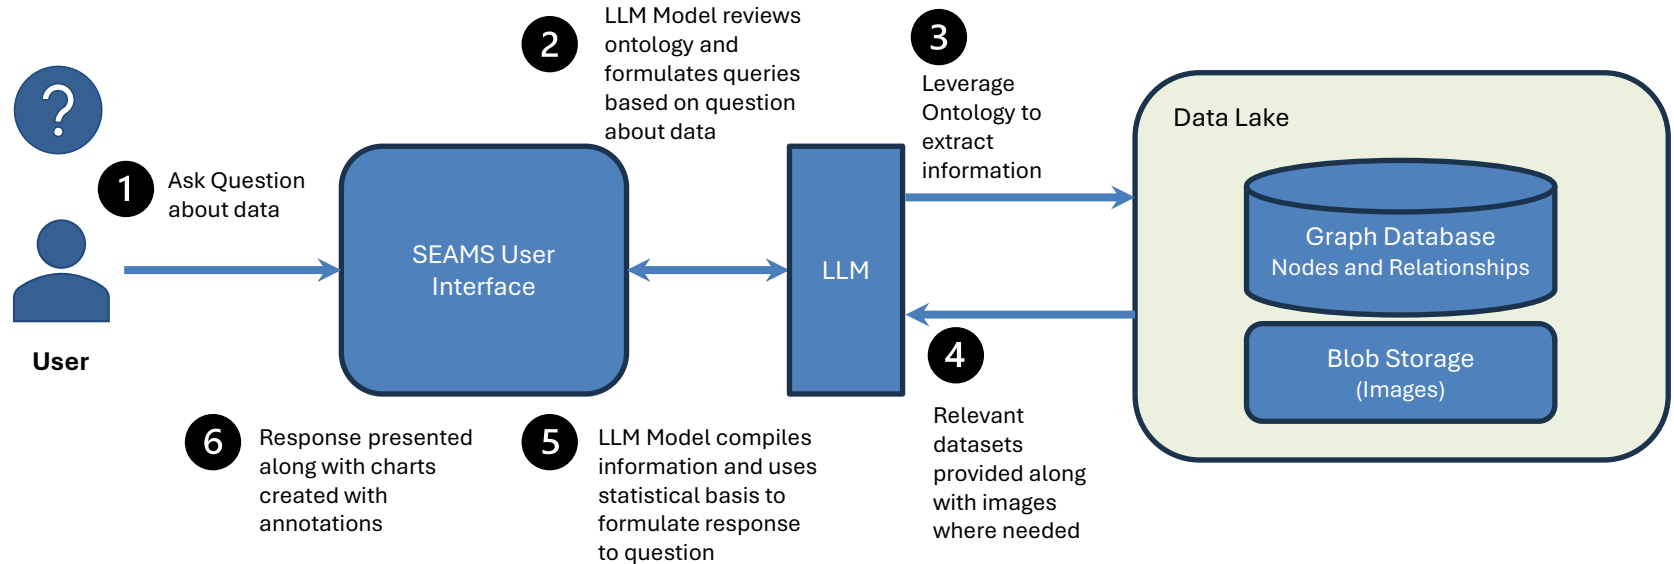 ?
1
Ask Question
about data
User
SEAMS User
Interface
2
LLM Model reviews
ontology and
formulates queries
based on question
about data
LLM
3
Leverage
Ontology to
extract
information
Data Lake
Graph Database
Nodes and Relationships
Blob Storage
(Images)
4
Relevant
datasets
provided along
with images
where needed
5
LLM Model compiles
information and uses
statistical basis to
formulate response
to question
6
Response presented
along with charts
created with
annotations